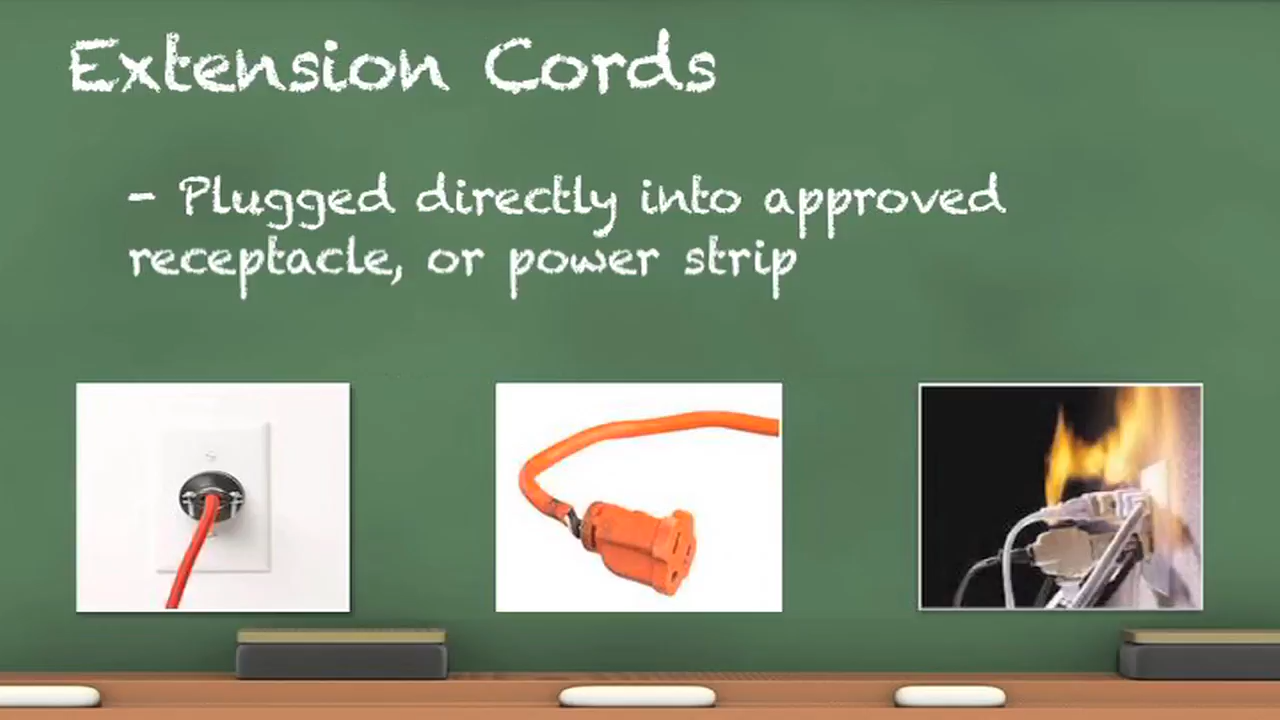 Extension Cords
- Plugged directly into approved
receptacle, or power strip